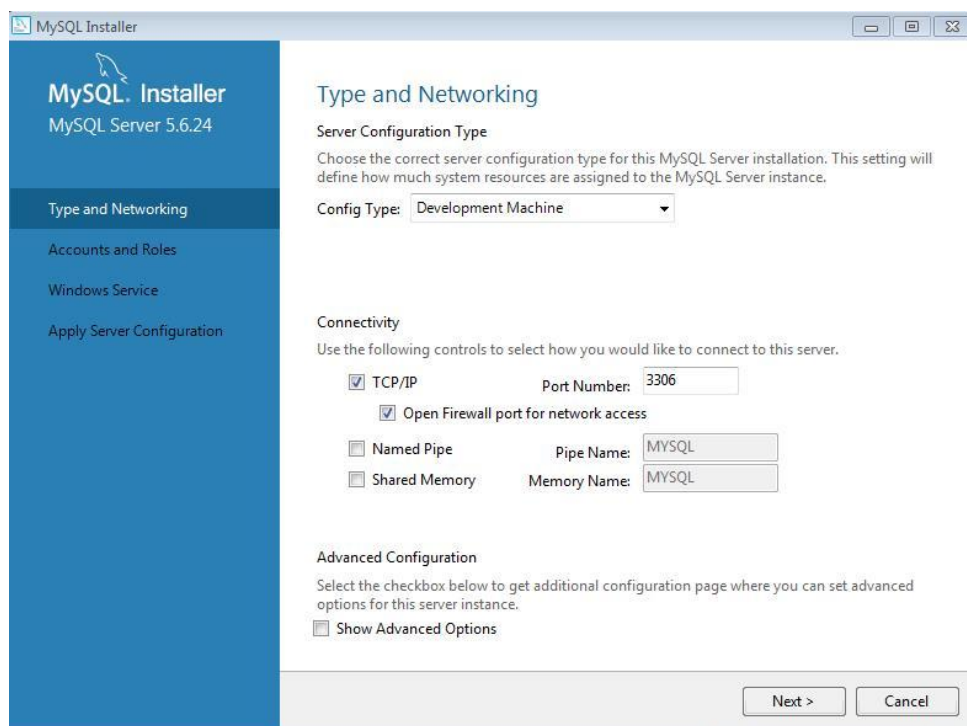 MySQL Installer
MySQL. Installer
MySQL Server 5.6.24
Type and Networking
Accounts and Roles
Windows Service
Apply Server Configuration
Type and Networking
Server Configuration Type
Choose the correct server configuration type for this MySQL Server installation. This setting will
define how much system resources are assigned to the MySQL Server instance.
Config Type: Development Machine
Connectivity
Use the following controls to select how you would like to connect to this server.
TCP/IP Port Number: 3306
Open Firewall port for network access
Named Pipe Pipe Name: MYSQL
Shared Memory Memory Name: MYSQL
Advanced Configuration
Select the checkbox below to get additional configuration page where you can set advanced
options for this server instance.
Show Advanced Options
Next > Cancel